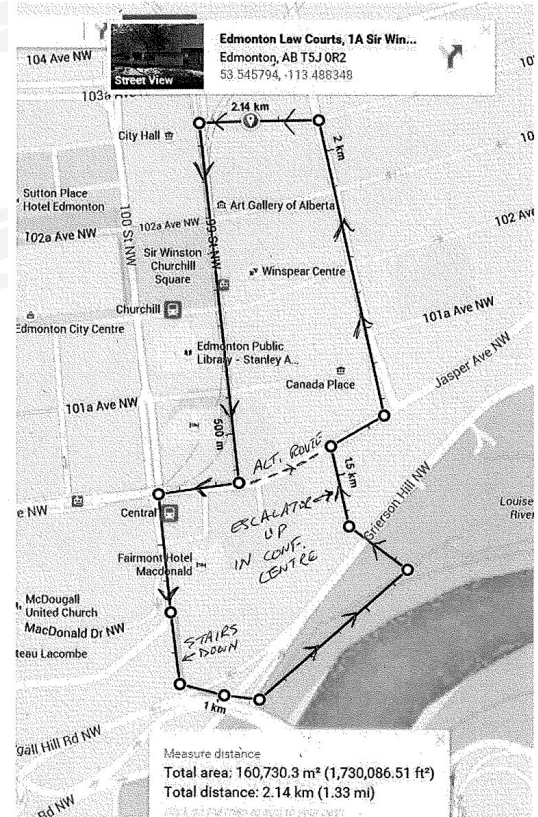 Edmonton Law Courts, 1A Sir Win...
Edmonton, AB T5J 0R2
53.545794, -113.488348
Street View
104 Ave NW
2.14 km
City Hall
2 km
Sutton Place
Hotel Edmonton
Art Gallery of Alberta
100 St NW
99 St NW
102a Ave NW
102a Ave NW
102 Ave
Sir Winston
Churchill
Square
Winspear Centre
Churchill
101a Ave NW
Edmonton City Centre
Edmonton Public
Library - Stanley A...
Jasper Ave NW
Canada Place
101a Ave NW
500 m
ALT. ROUTE
1.5 km
e NW
Central
ESCALATOR
UP
IN CONF.
CENTRE
Grierson Hill NW
Louise
River
Fairmont Hotel
Macdonald
McDougall
United Church
MacDonald Dr NW
teau Lacombe
STAIRS
DOWN
1 km
gall Hill Rd NW
Rd NW
Measure distance
Total area: 160,730.3 m² (1,730,086.51 ft²)
Total distance: 2.14 km (1.33 mi)